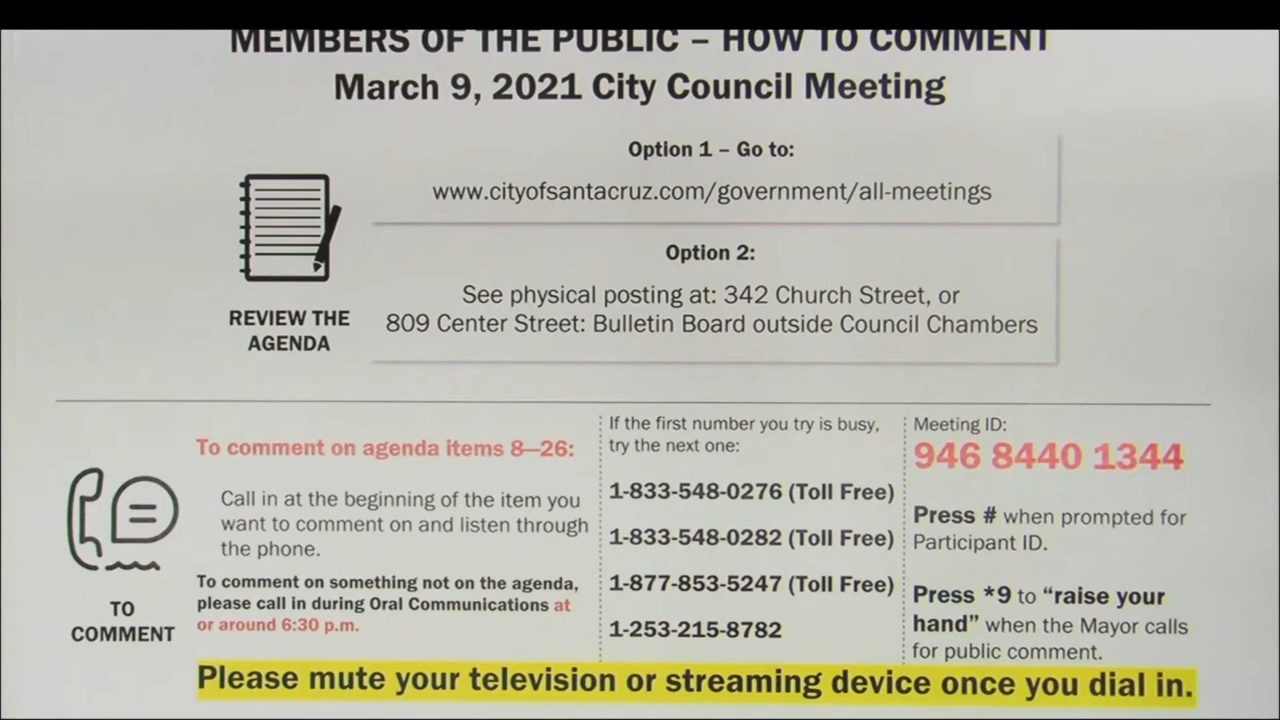 MEMBERS OF THE PUBLIC – HOW TO COMMENT
March 9, 2021 City Council Meeting
Option 1 – Go to:
www.cityofsantacruz.com/government/all-meetings
REVIEW THE
AGENDA
Option 2:
See physical posting at: 342 Church Street, or
809 Center Street: Bulletin Board outside Council Chambers
TO
COMMENT
To comment on agenda items 8—26:
Call in at the beginning of the item you
want to comment on and listen through
the phone.
To comment on something not on the agenda,
please call in during Oral Communications at
or around 6:30 p.m.
If the first number you try is busy,
try the next one:
1-833-548-0276 (Toll Free)
1-833-548-0282 (Toll Free)
1-877-853-5247 (Toll Free)
1-253-215-8782
Meeting ID:
946 8440 1344
Press # when prompted for
Participant ID.
Press *9 to “raise your
hand” when the Mayor calls
for public comment.
Please mute your television or streaming device once you dial in.